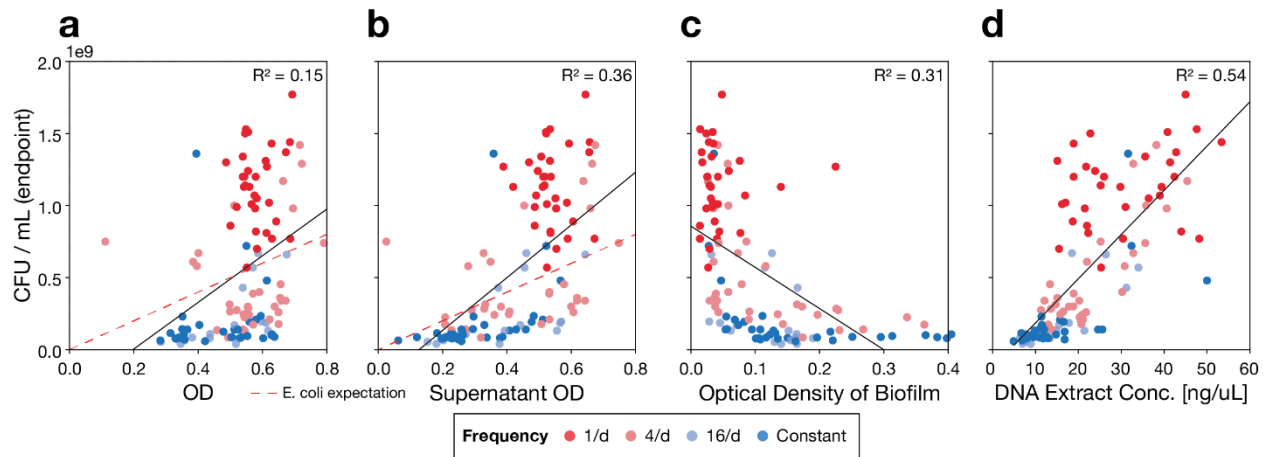 a b c d
1e9
CFU / mL (endpoint)
2.0
1.5
1.0
0.5
0.0
R² = 0.15
R² = 0.36
R² = 0.31
R² = 0.54
0.0 0.2 0.4 0.6 0.8
0.0 0.2 0.4 0.6 0.8
0.0 0.1 0.2 0.3 0.4
0 10 20 30 40 50 60
OD
E. coli expectation
Supernatant OD
Optical Density of Biofilm
DNA Extract Conc. [ng/uL]
Frequency 1/d 4/d 16/d Constant